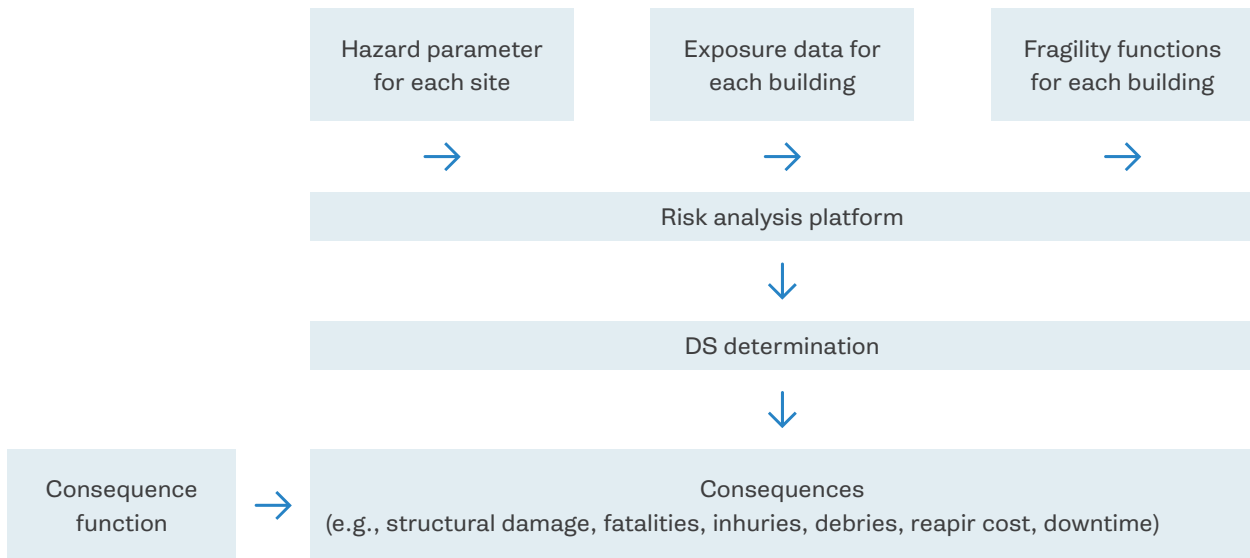 Hazard parameter
for each site
Exposure data for
each building
Fragility functions
for each building
Risk analysis platform
DS determination
Consequence
function
Consequences
(e.g., structural damage, fatalities, inhuries, debries, reapir cost, downtime)